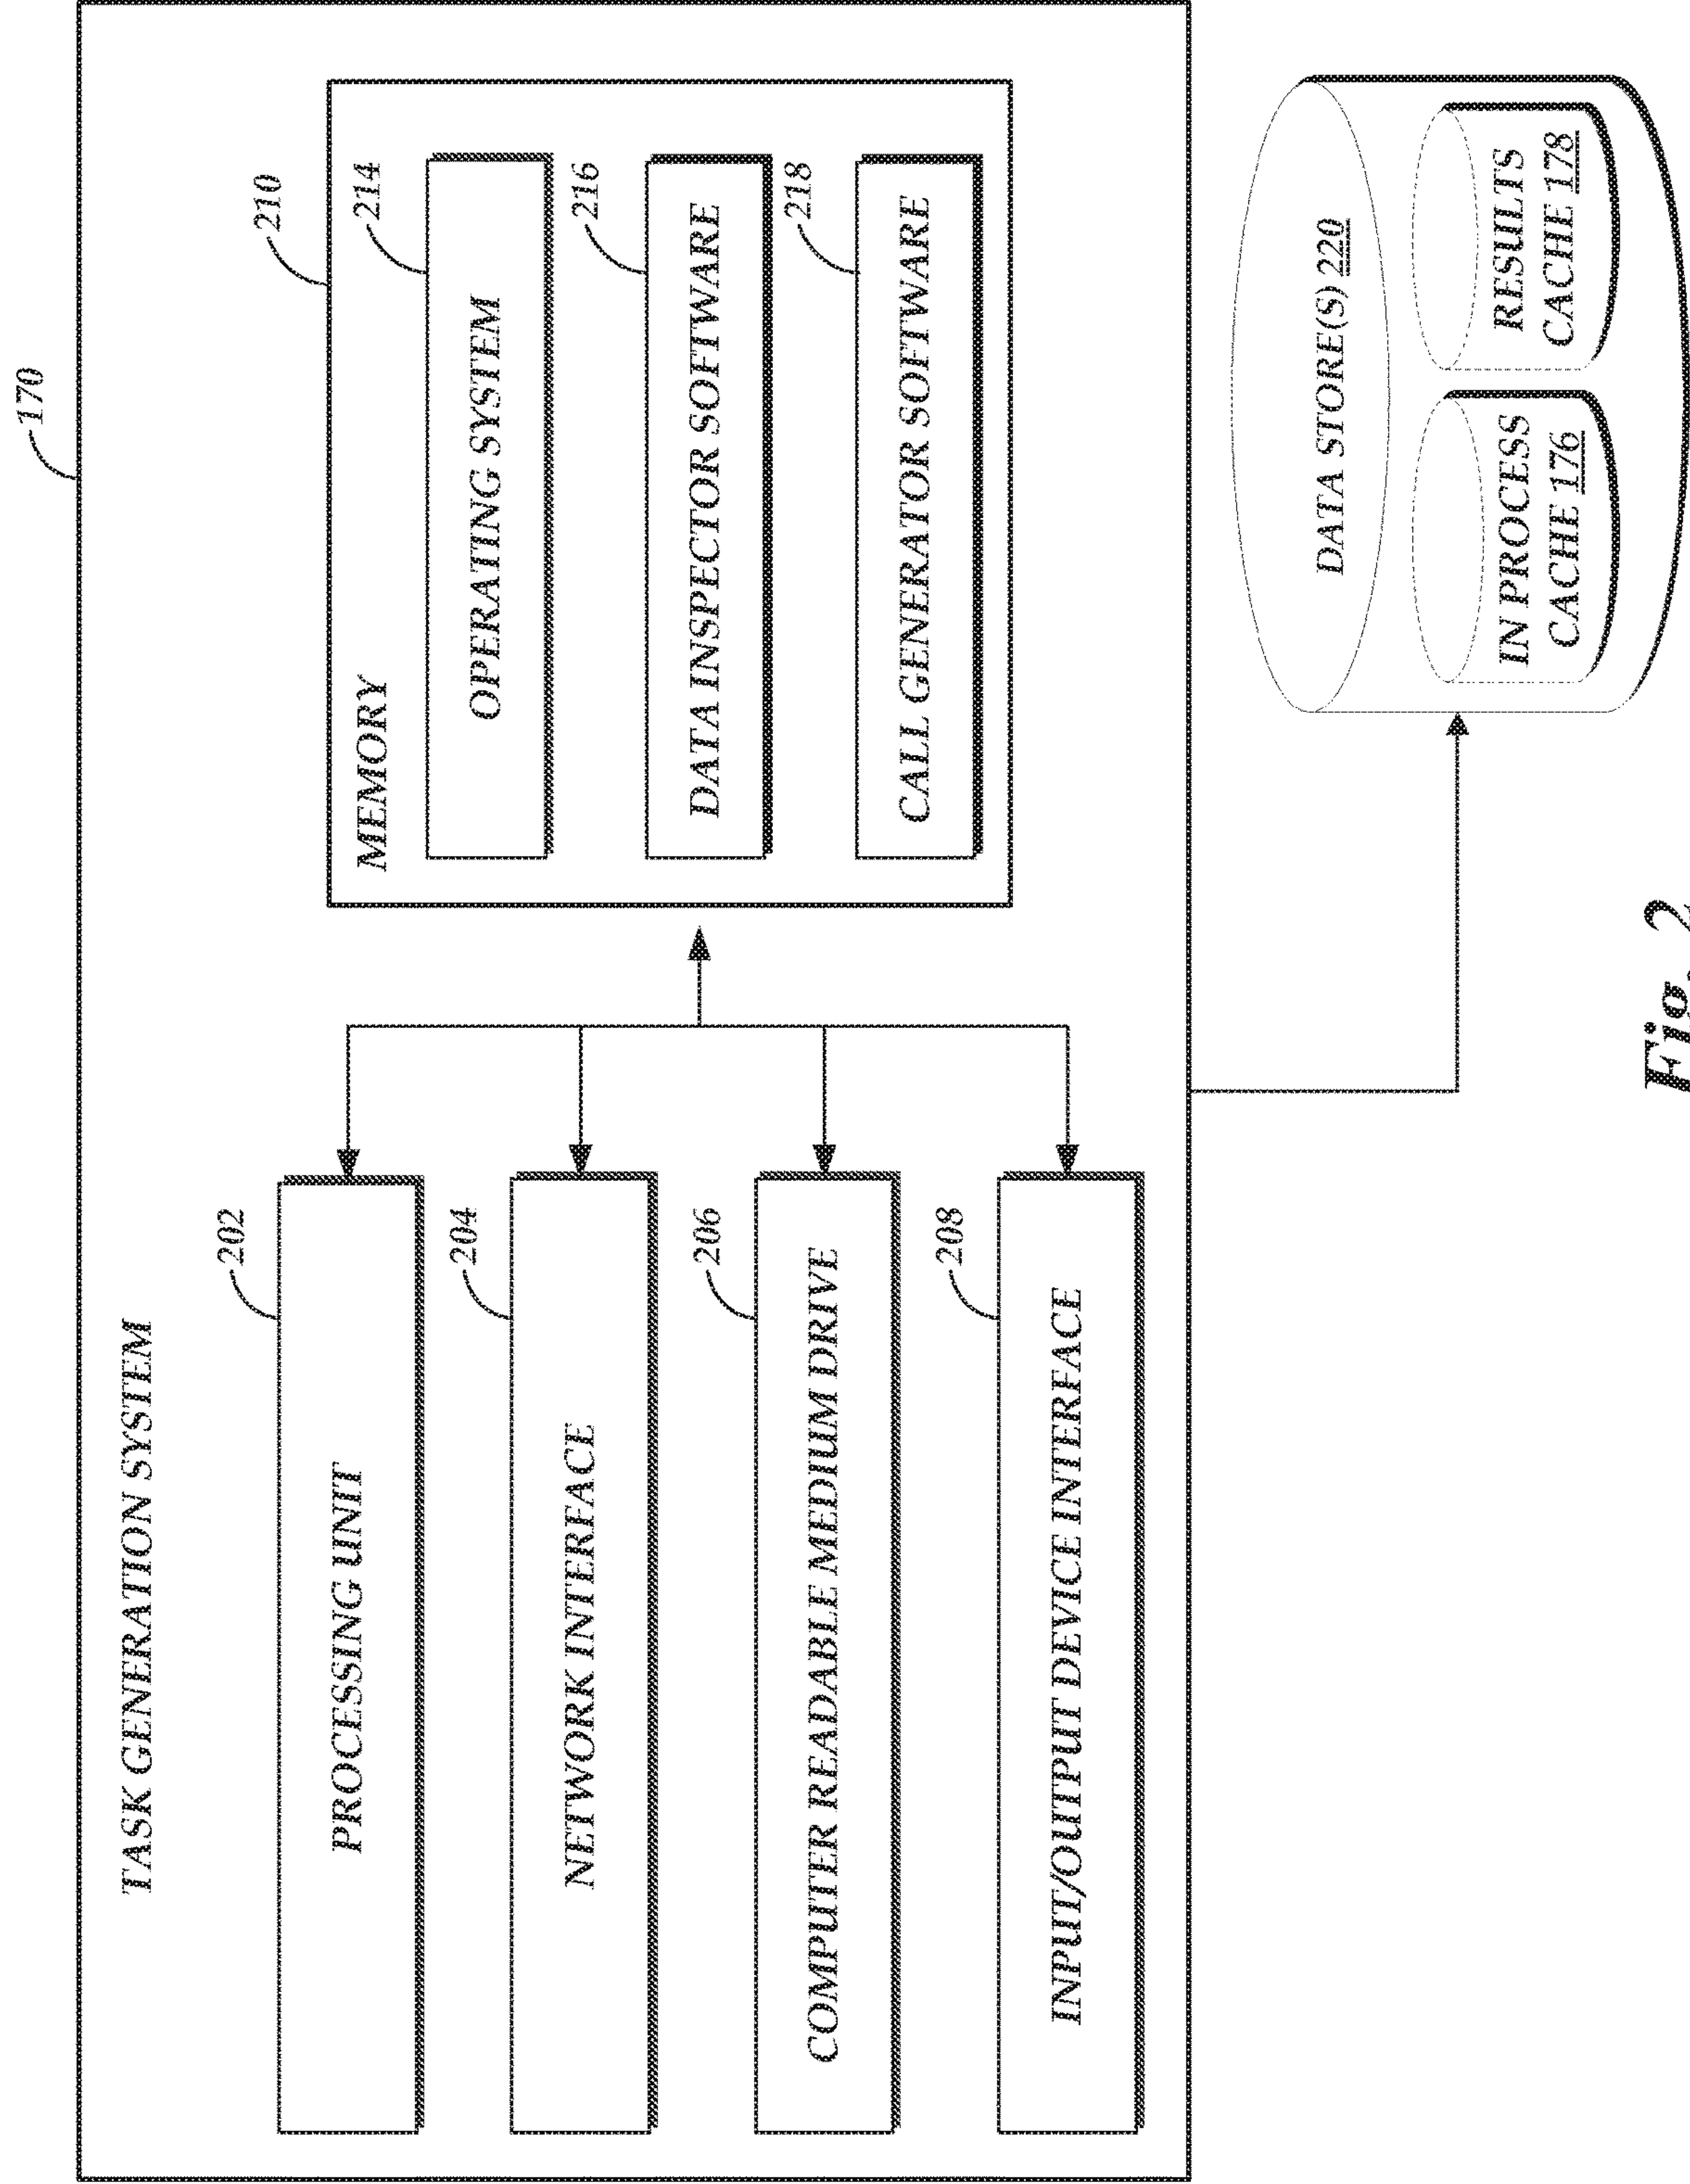 170
TASK GENERATION SYSTEM
202
PROCESSING UNIT
204
NETWORK INTERFACE
206
COMPUTER READABLE MEDIUM DRIVE
208
INPUT/OUTPUT DEVICE INTERFACE
210
MEMORY
214
OPERATING SYSTEM
216
DATA INSPECTOR SOFTWARE
218
CALL GENERATOR SOFTWARE
DATA STORE(S) 220
IN PROCESS
CACHE 176
RESULTS
CACHE 178
Fig. 2